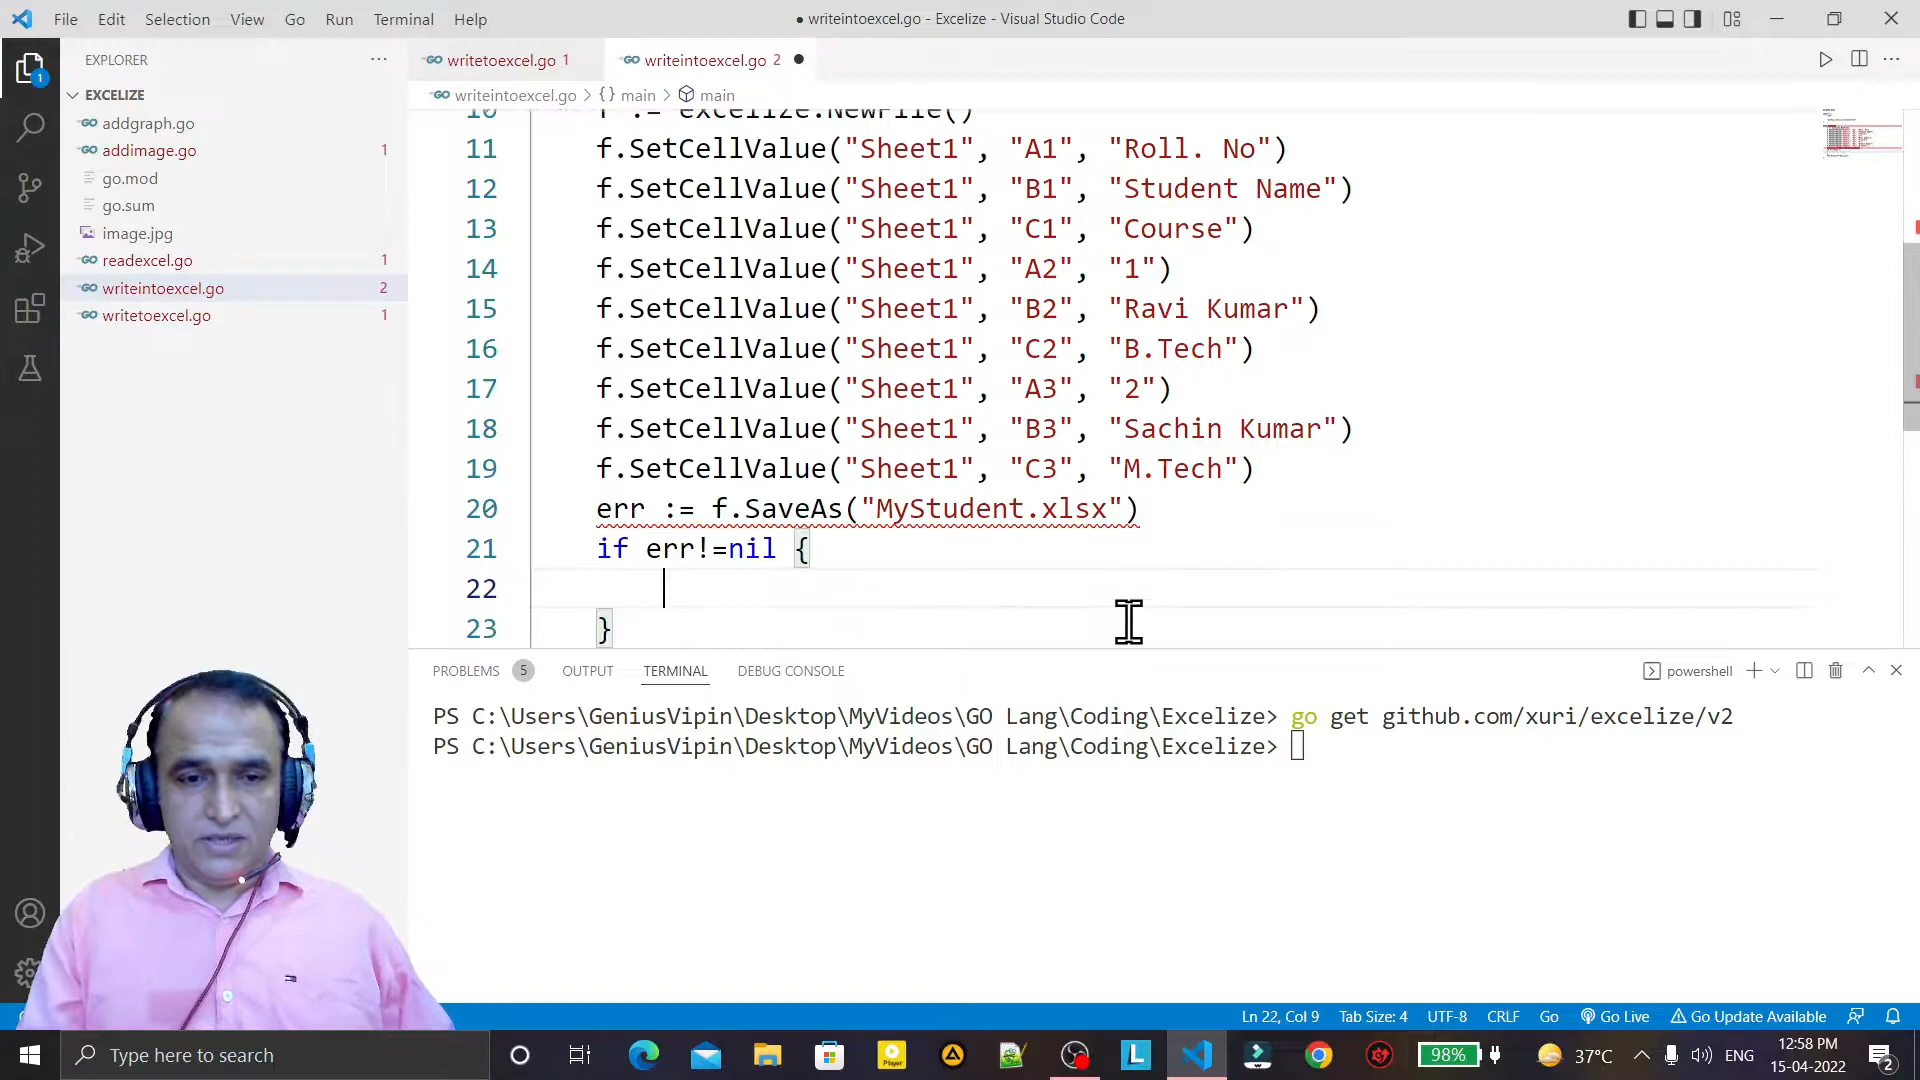 File Edit Selection View Go Run Terminal Help
● writeintoexcel.go - Excelize - Visual Studio Code
EXPLORER
writetoexcel.go 1
writeintoexcel.go 2
EXCELIZE
writeintoexcel.go > {} main > main
addgraph.go
addimage.go 1
go.mod
go.sum
image.jpg
readexcel.go 1
writeintoexcel.go 2
writetoexcel.go 1
10 f := excelize.NewFile()
11 f.SetCellValue("Sheet1", "A1", "Roll. No")
12 f.SetCellValue("Sheet1", "B1", "Student Name")
13 f.SetCellValue("Sheet1", "C1", "Course")
14 f.SetCellValue("Sheet1", "A2", "1")
15 f.SetCellValue("Sheet1", "B2", "Ravi Kumar")
16 f.SetCellValue("Sheet1", "C2", "B.Tech")
17 f.SetCellValue("Sheet1", "A3", "2")
18 f.SetCellValue("Sheet1", "B3", "Sachin Kumar")
19 f.SetCellValue("Sheet1", "C3", "M.Tech")
20 err := f.SaveAs("MyStudent.xlsx")
21 if err!=nil {
22
23 }
PROBLEMS 5 OUTPUT TERMINAL DEBUG CONSOLE
powershell
PS C:\Users\GeniusVipin\Desktop\MyVideos\GO Lang\Coding\Excelize> go get github.com/xuri/excelize/v2
PS C:\Users\GeniusVipin\Desktop\MyVideos\GO Lang\Coding\Excelize>
Ln 22, Col 9 Tab Size: 4 UTF-8 CRLF Go Go Live Go Update Available
Type here to search
Player
L
98%
37°C
ENG
12:58 PM
15-04-2022
2
1